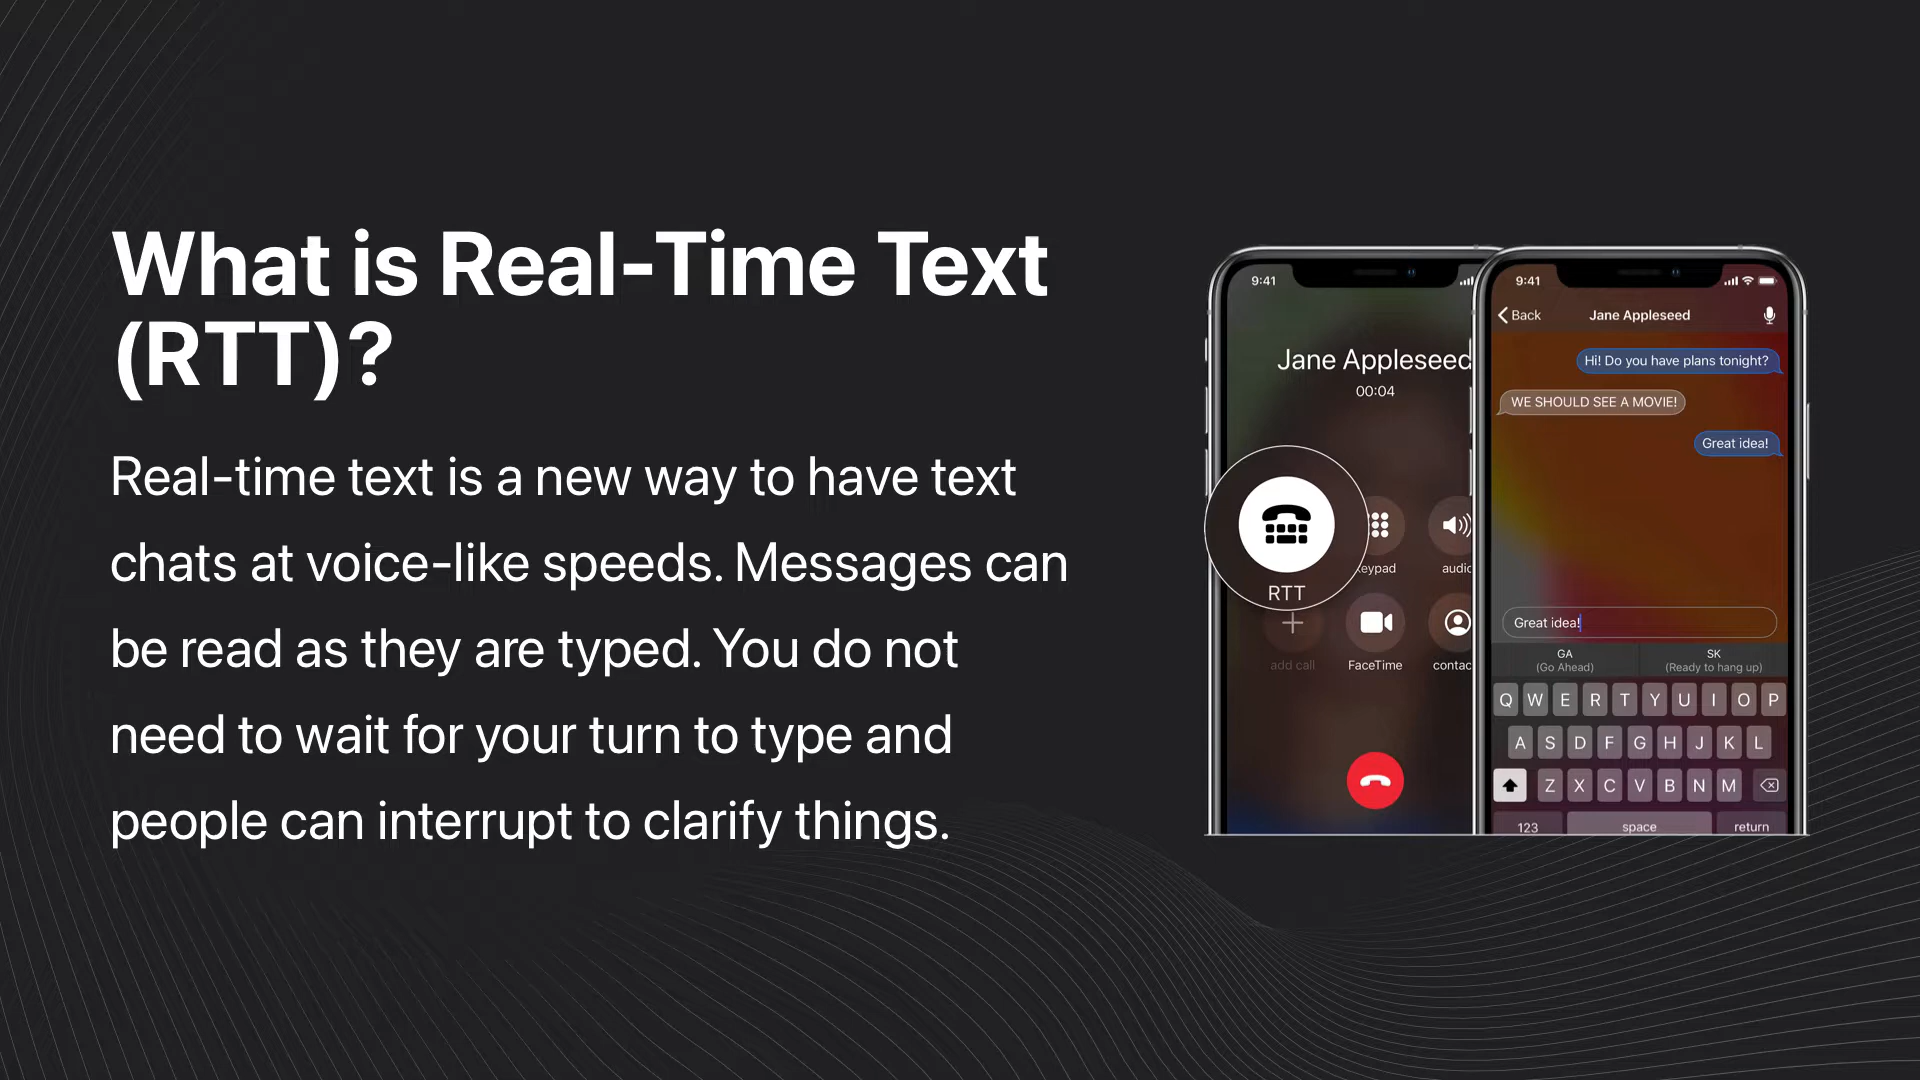 What is Real-Time Text
(RTT)?
Real-time text is a new way to have text
chats at voice-like speeds. Messages can
be read as they are typed. You do not
need to wait for your turn to type and
people can interrupt to clarify things.
9:41
Jane Appleseed
00:04
RTT
eypad
audio
add call
FaceTime
contac
9:41
Back
Jane Appleseed
Hi! Do you have plans tonight?
WE SHOULD SEE A MOVIE!
Great idea!
Great idea!
GA
(Go Ahead)
SK
(Ready to hang up)
Q W E R T Y U I O P
A S D F G H J K L
Z X C V B N M
123 space return